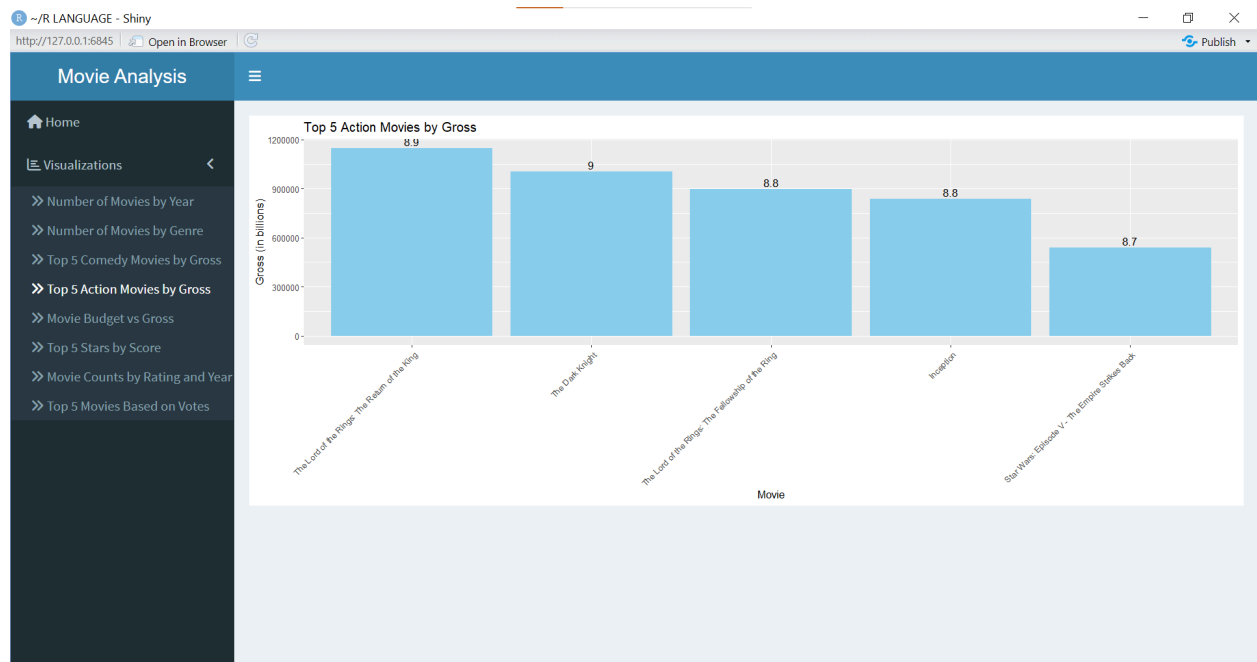 ~/R LANGUAGE - Shiny
http://127.0.0.1:6845
Open in Browser
Publish
Movie Analysis
Home
Visualizations
Number of Movies by Year
Number of Movies by Genre
Top 5 Comedy Movies by Gross
Top 5 Action Movies by Gross
Movie Budget vs Gross
Top 5 Stars by Score
Movie Counts by Rating and Year
Top 5 Movies Based on Votes
Top 5 Action Movies by Gross
Gross (in billions)
1200000
900000
600000
300000
0
8.9
9
8.8
8.8
8.7
The Lord of the Rings: The Return of the King
The Dark Knight
The Lord of the Rings: The Fellowship of the Ring
Inception
Star Wars: Episode V - The Empire Strikes Back
Movie